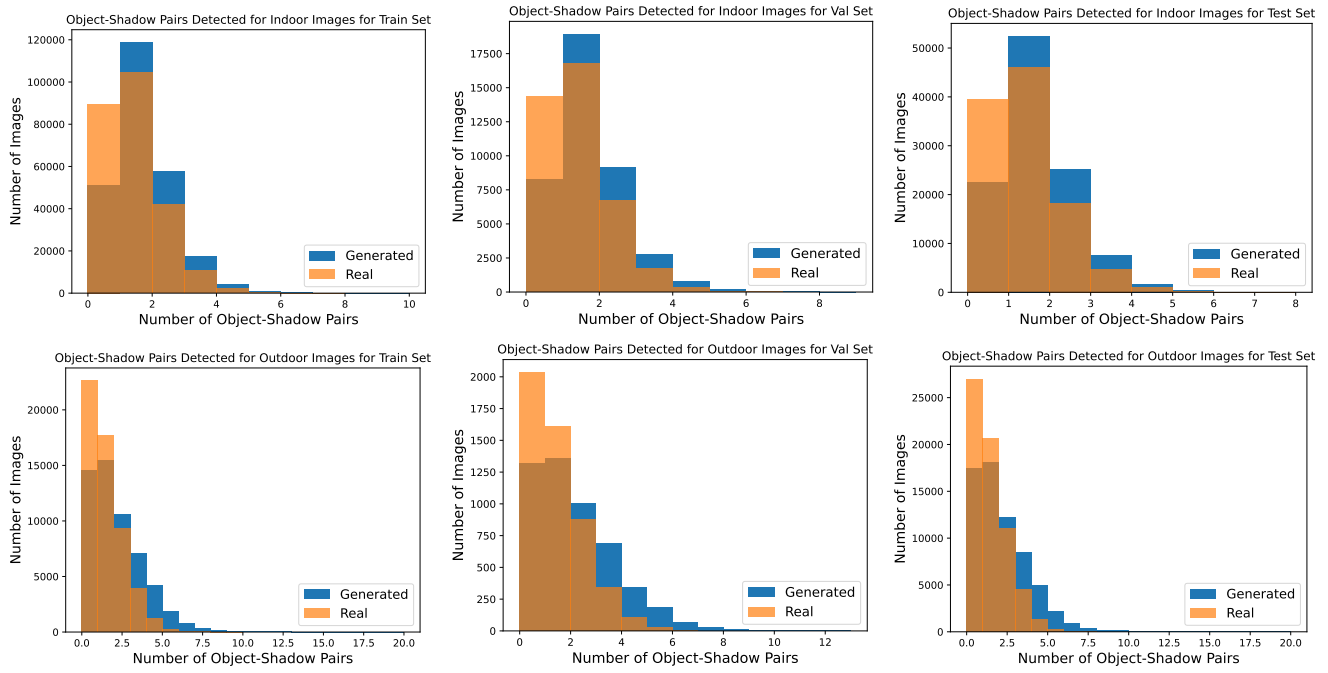 Object-Shadow Pairs Detected for Indoor Images for Train Set
120000
100000
80000
60000
40000
20000
0
Number of Images
Generated
Real
0 2 4 6 8 10
Number of Object-Shadow Pairs
Object-Shadow Pairs Detected for Indoor Images for Val Set
17500
15000
12500
10000
7500
5000
2500
0
Number of Images
Generated
Real
0 2 4 6 8
Number of Object-Shadow Pairs
Object-Shadow Pairs Detected for Indoor Images for Test Set
50000
40000
30000
20000
10000
0
Number of Images
Generated
Real
0 1 2 3 4 5 6 7 8
Number of Object-Shadow Pairs
Object-Shadow Pairs Detected for Outdoor Images for Train Set
20000
15000
10000
5000
0
Number of Images
Generated
Real
0.0 2.5 5.0 7.5 10.0 12.5 15.0 17.5 20.0
Number of Object-Shadow Pairs
Object-Shadow Pairs Detected for Outdoor Images for Val Set
2000
1750
1500
1250
1000
750
500
250
0
Number of Images
Generated
Real
0 2 4 6 8 10 12
Number of Object-Shadow Pairs
Object-Shadow Pairs Detected for Outdoor Images for Test Set
25000
20000
15000
10000
5000
0
Number of Images
Generated
Real
0.0 2.5 5.0 7.5 10.0 12.5 15.0 17.5 20.0
Number of Object-Shadow Pairs